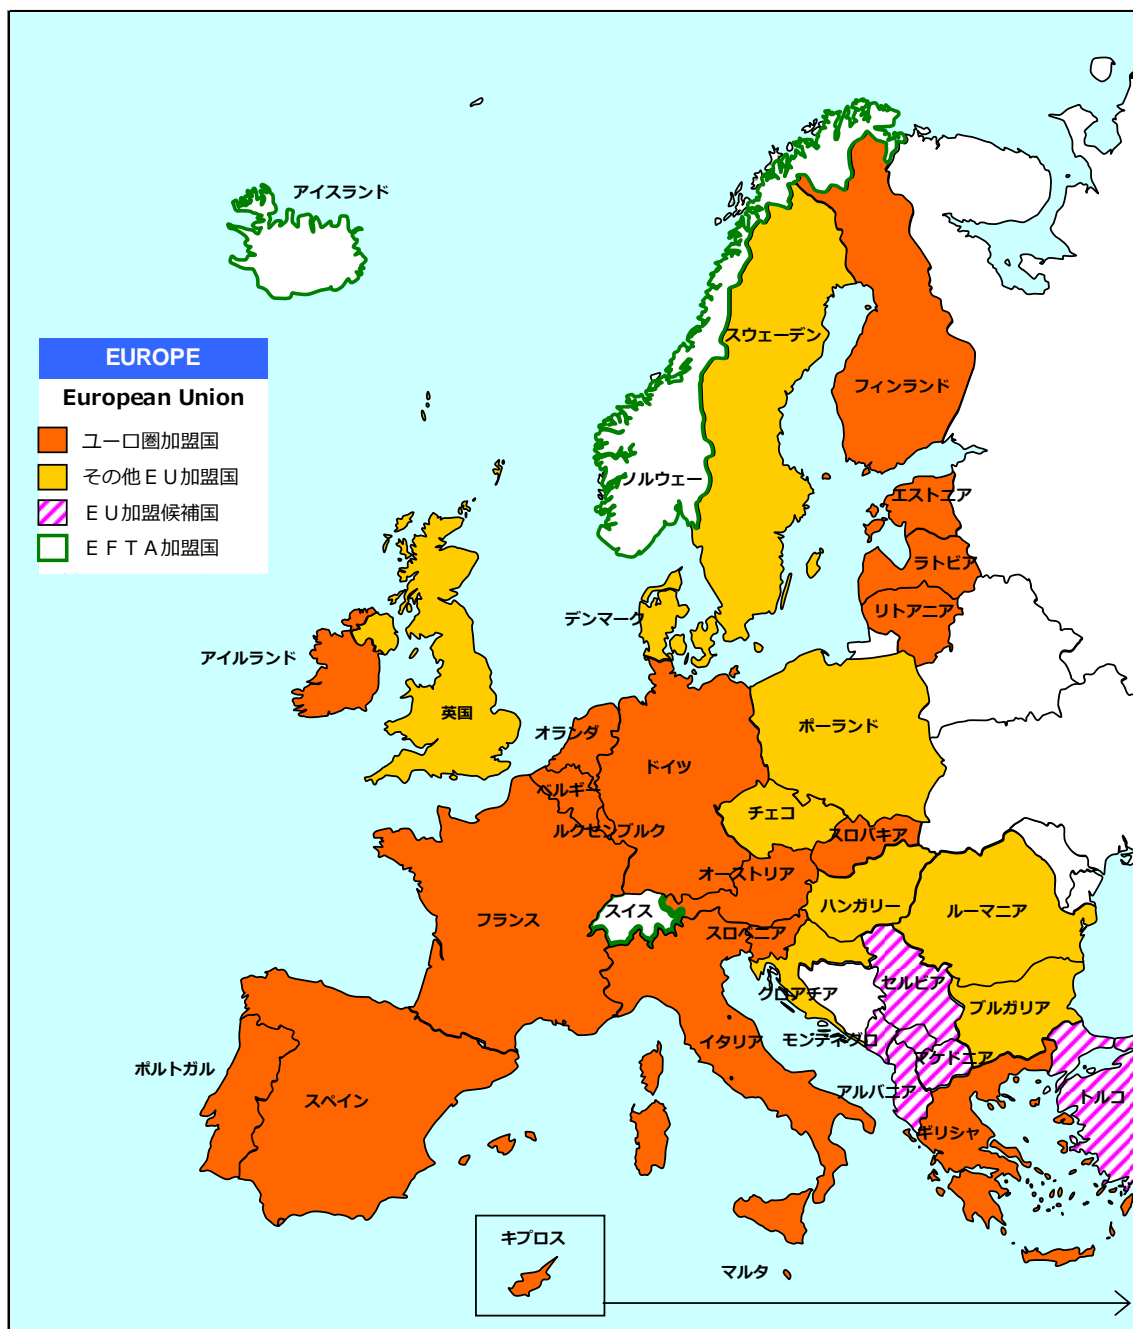 アイスランド
EUROPE
European Union
ユーロ圏加盟国
その他ＥＵ加盟国
ＥＵ加盟候補国
ＥＦＴＡ加盟国
スウェーデン
フィンランド
ノルウェー
エストニア
ラトビア
リトアニア
デンマーク
アイルランド
英国
オランダ
ポーランド
ドイツ
ベルギー
チェコ
ルクセンブルク
スロバキア
オーストリア
フランス
スイス
ハンガリー
ルーマニア
スロベニア
セルビア
クロアチア
ブルガリア
イタリア
モンテネグロ
マケドニア
ポルトガル
スペイン
アルバニア
トルコ
ギリシャ
キプロス
マルタ